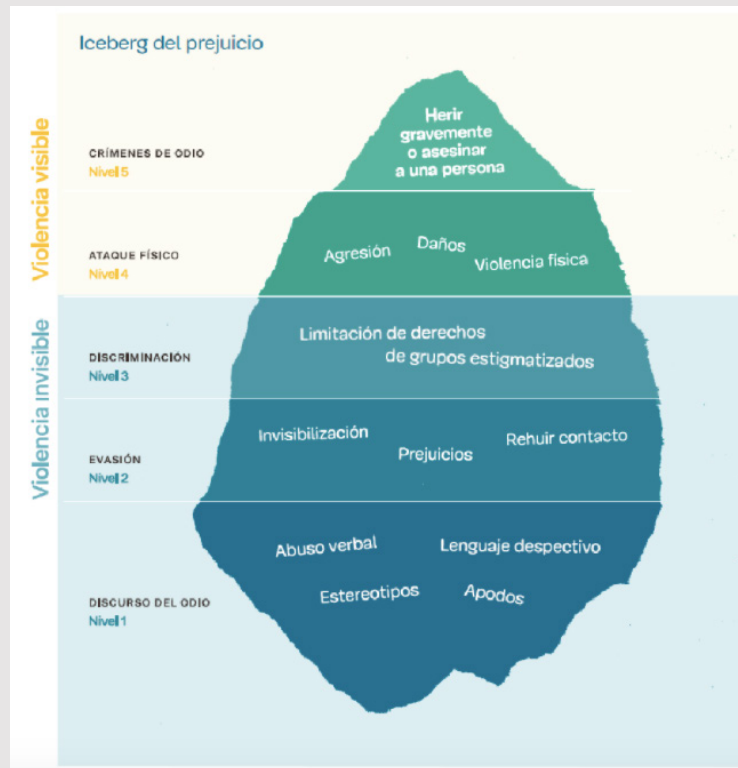 Iceberg del prejuicio
Violencia visible
CRÍMENES DE ODIO
Nivel 5
Herir
gravemente
o asesinar
a una persona
ATAQUE FÍSICO
Nivel 4
Agresión
Daños
Violencia física
Violencia invisible
DISCRIMINACIÓN
Nivel 3
Limitación de derechos
de grupos estigmatizados
EVASIÓN
Nivel 2
Invisibilización
Prejuicios
Rehuir contacto
DISCURSO DEL ODIO
Nivel 1
Abuso verbal
Lenguaje despectivo
Estereotipos
Apodos